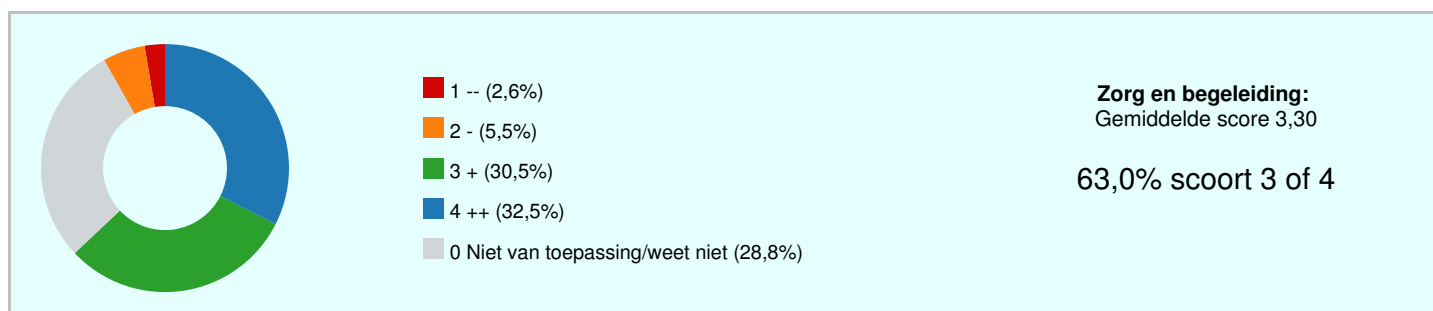 1 -- (2,6%)
2 - (5,5%)
3 + (30,5%)
4 ++ (32,5%)
0 Niet van toepassing/weet niet (28,8%)
Zorg en begeleiding:
Gemiddelde score 3,30
63,0% scoort 3 of 4